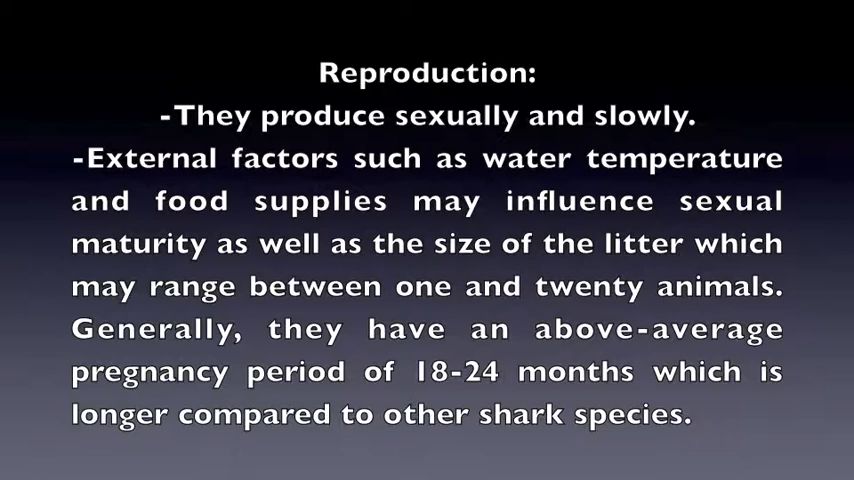 Reproduction:
-They produce sexually and slowly.
-External factors such as water temperature
and food supplies may influence sexual
maturity as well as the size of the litter which
may range between one and twenty animals.
Generally, they have an above-average
pregnancy period of 18-24 months which is
longer compared to other shark species.